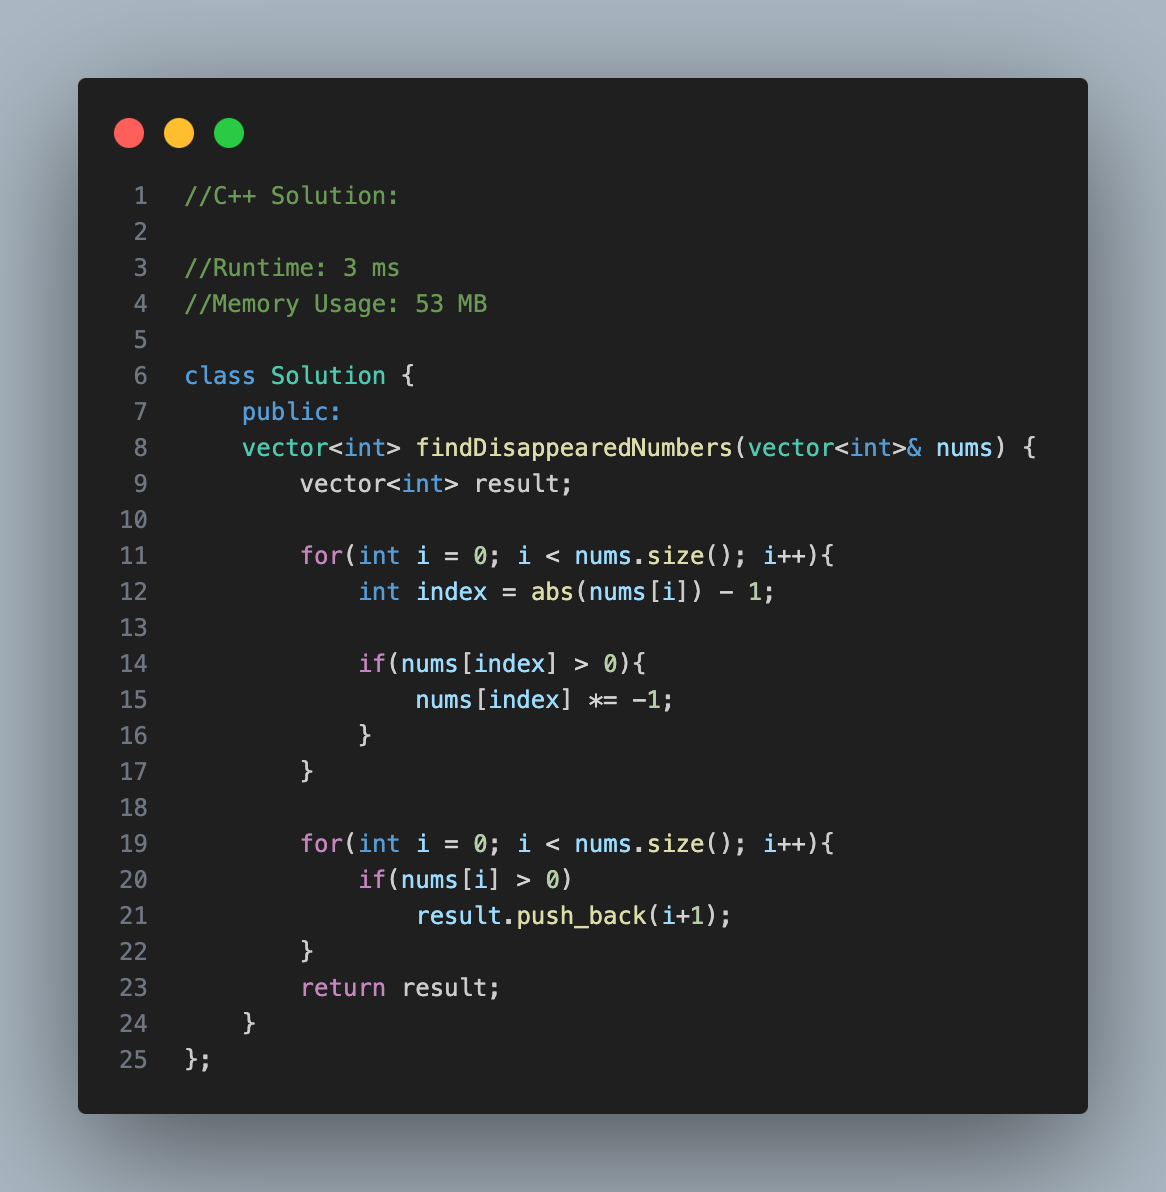 1 //C++ Solution:
2
3 //Runtime: 3 ms
4 //Memory Usage: 53 MB
5
6 class Solution {
7     public:
8     vector<int> findDisappearedNumbers(vector<int>& nums) {
9         vector<int> result;
10
11         for(int i = 0; i < nums.size(); i++){
12             int index = abs(nums[i]) - 1;
13
14             if(nums[index] > 0){
15                 nums[index] *= -1;
16             }
17         }
18
19         for(int i = 0; i < nums.size(); i++){
20             if(nums[i] > 0)
21                 result.push_back(i+1);
22         }
23         return result;
24     }
25 };